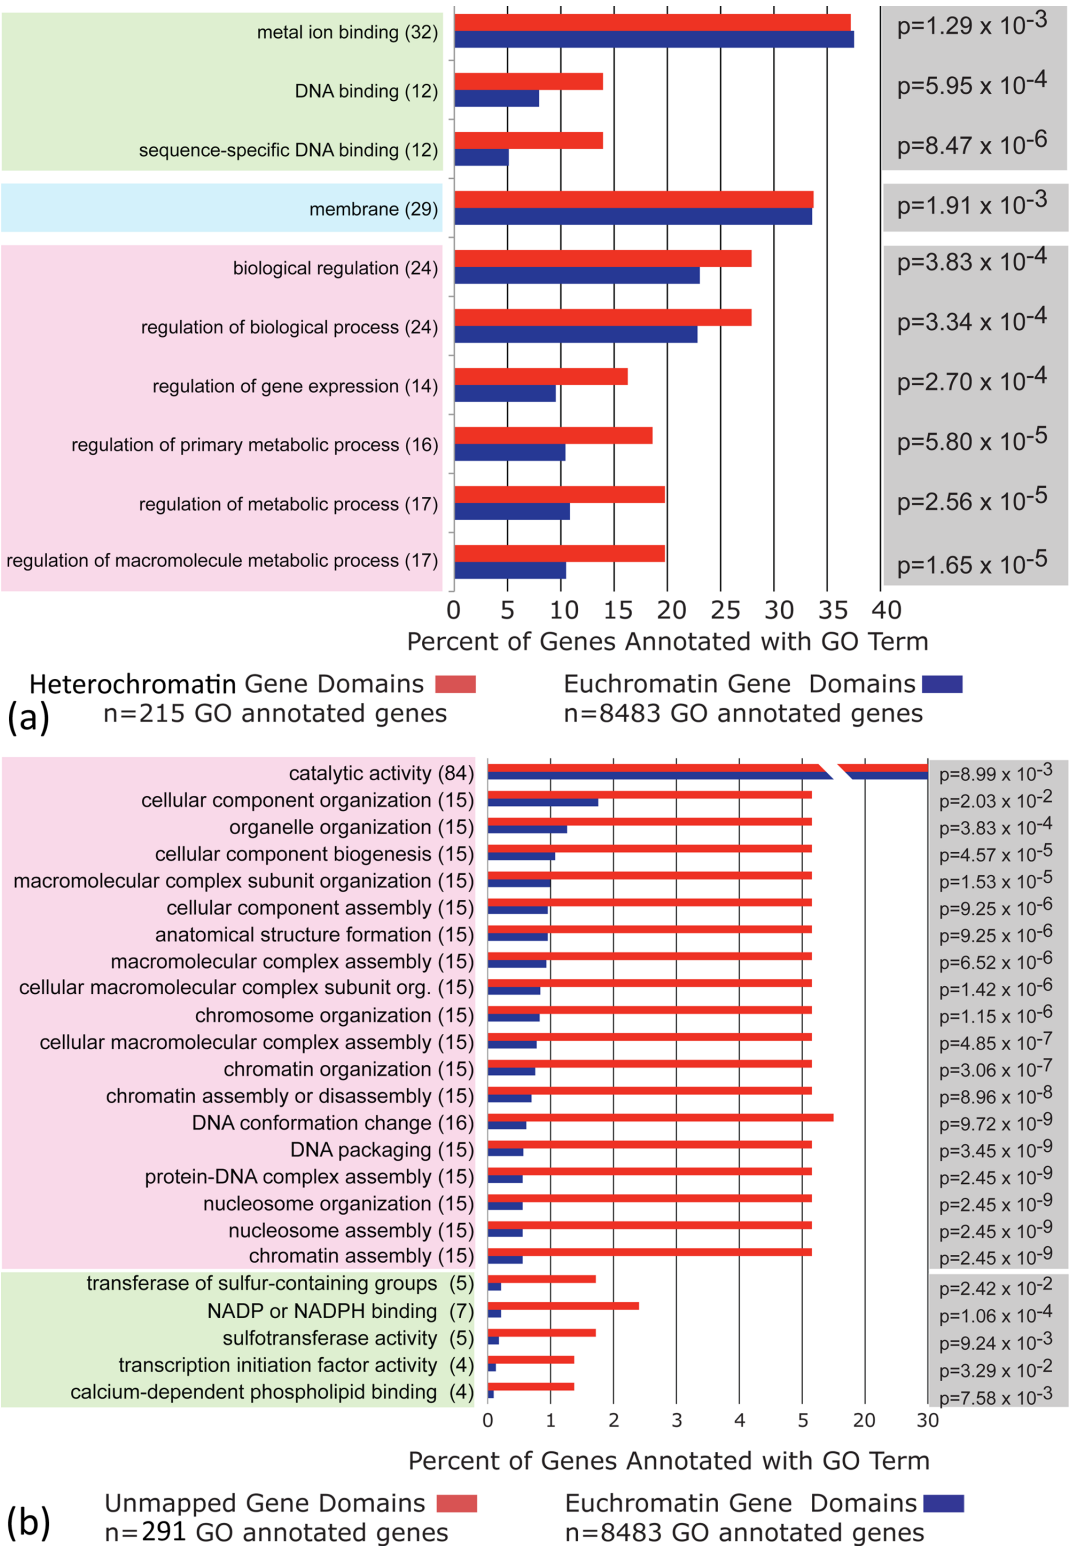 metal ion binding (32) p=1.29 x 10-3
DNA binding (12) p=5.95 x 10-4
sequence-specific DNA binding (12) p=8.47 x 10-6
membrane (29) p=1.91 x 10-3
biological regulation (24) p=3.83 x 10-4
regulation of biological process (24) p=3.34 x 10-4
regulation of gene expression (14) p=2.70 x 10-4
regulation of primary metabolic process (16) p=5.80 x 10-5
regulation of metabolic process (17) p=2.56 x 10-5
regulation of macromolecule metabolic process (17) p=1.65 x 10-5
0 5 10 15 20 25 30 35 40
Percent of Genes Annotated with GO Term
Heterochromatin Gene Domains Euchromatin Gene Domains
(a) n=215 GO annotated genes n=8483 GO annotated genes
catalytic activity (84) p=8.99 x 10-3
cellular component organization (15) p=2.03 x 10-2
organelle organization (15) p=3.83 x 10-4
cellular component biogenesis (15) p=4.57 x 10-5
macromolecular complex subunit organization (15) p=1.53 x 10-5
cellular component assembly (15) p=9.25 x 10-6
anatomical structure formation (15) p=9.25 x 10-6
macromolecular complex assembly (15) p=6.52 x 10-6
cellular macromolecular complex subunit org. (15) p=1.42 x 10-6
chromosome organization (15) p=1.15 x 10-6
cellular macromolecular complex assembly (15) p=4.85 x 10-7
chromatin organization (15) p=3.06 x 10-7
chromatin assembly or disassembly (15) p=8.96 x 10-8
DNA conformation change (16) p=9.72 x 10-9
DNA packaging (15) p=3.45 x 10-9
protein-DNA complex assembly (15) p=2.45 x 10-9
nucleosome organization (15) p=2.45 x 10-9
nucleosome assembly (15) p=2.45 x 10-9
chromatin assembly (15) p=2.45 x 10-9
transferase of sulfur-containing groups (5) p=2.42 x 10-2
NADP or NADPH binding (7) p=1.06 x 10-4
sulfotransferase activity (5) p=9.24 x 10-3
transcription initiation factor activity (4) p=3.29 x 10-2
calcium-dependent phospholipid binding (4) p=7.58 x 10-3
0 1 2 3 4 5 20 30
Percent of Genes Annotated with GO Term
Unmapped Gene Domains Euchromatin Gene Domains
(b) n=291 GO annotated genes n=8483 GO annotated genes